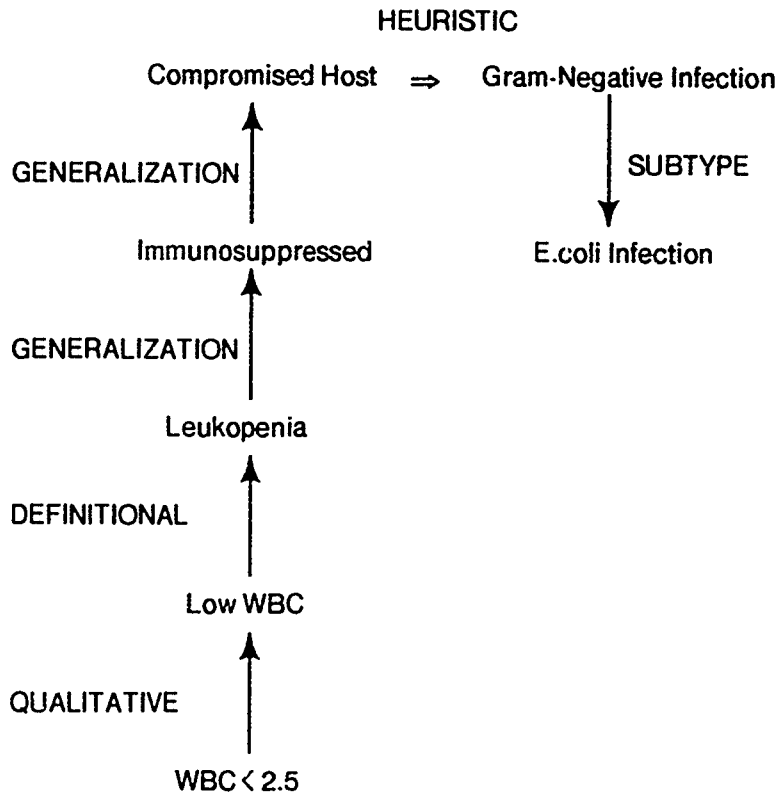 HEURISTIC
Compromised Host ⇒ Gram-Negative Infection
GENERALIZATION
SUBTYPE
Immunosuppressed
E.coli Infection
GENERALIZATION
Leukopenia
DEFINITIONAL
Low WBC
QUALITATIVE
WBC < 2.5